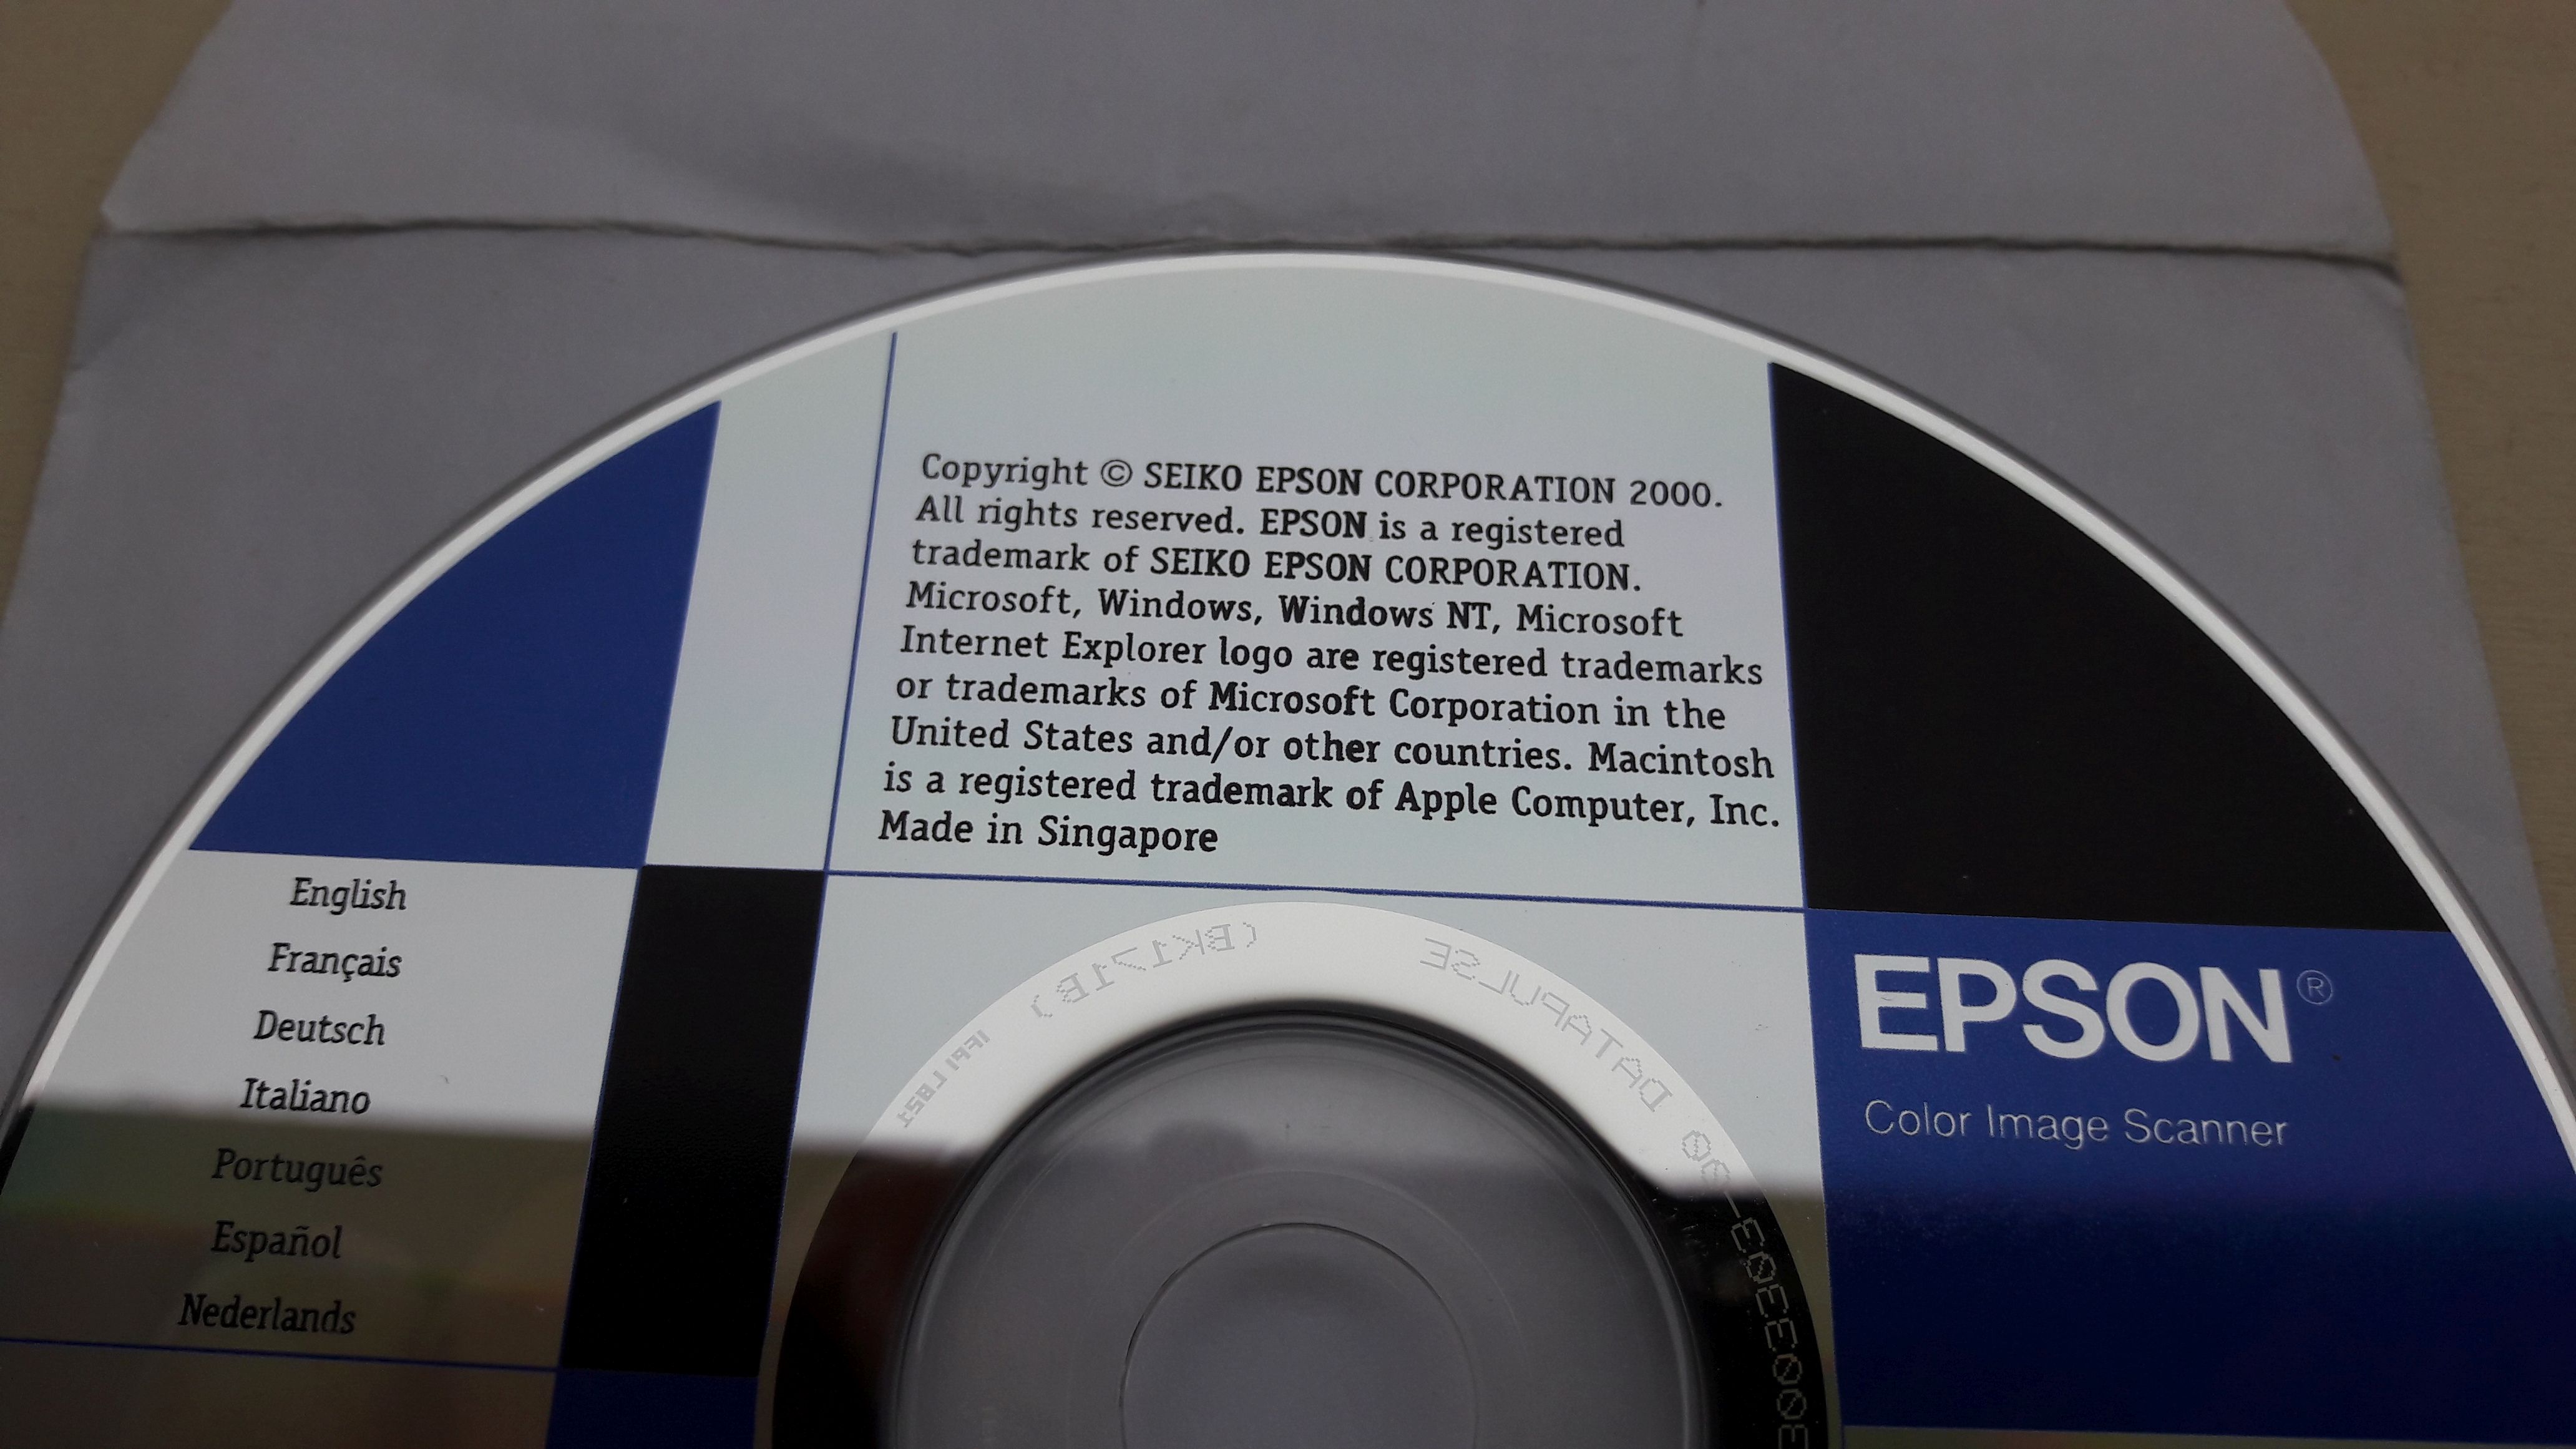 Copyright © SEIKO EPSON CORPORATION 2000.
All rights reserved. EPSON is a registered
trademark of SEIKO EPSON CORPORATION.
Microsoft, Windows, Windows NT, Microsoft
Internet Explorer logo are registered trademarks
or trademarks of Microsoft Corporation in the
United States and/or other countries. Macintosh
is a registered trademark of Apple Computer, Inc.
Made in Singapore
English
Français
Deutsch
Italiano
Português
Español
Nederlands
EPSON®
Color Image Scanner
DATAPULSE
(BK171B)
IFPI L821